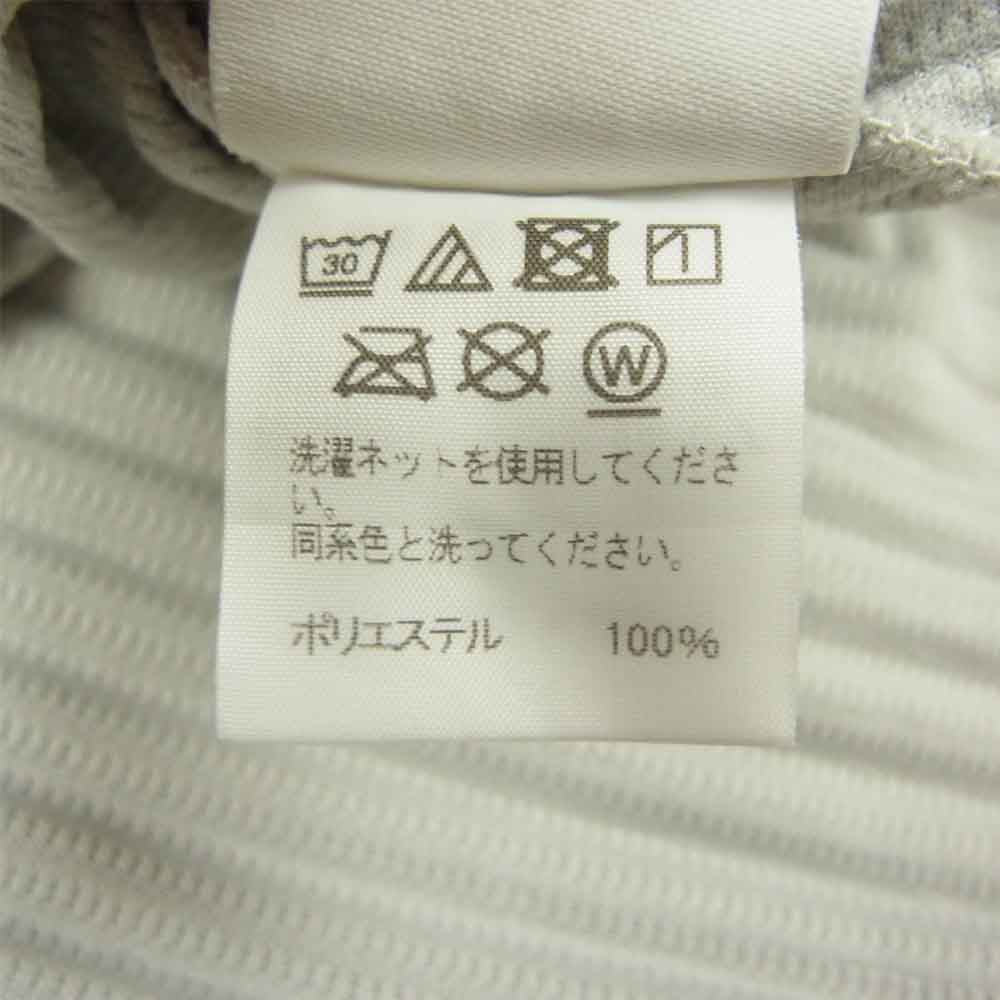 30
W
洗濯ネットを使用してくださ
い。
同系色と洗ってください。
ポリエステル 100%